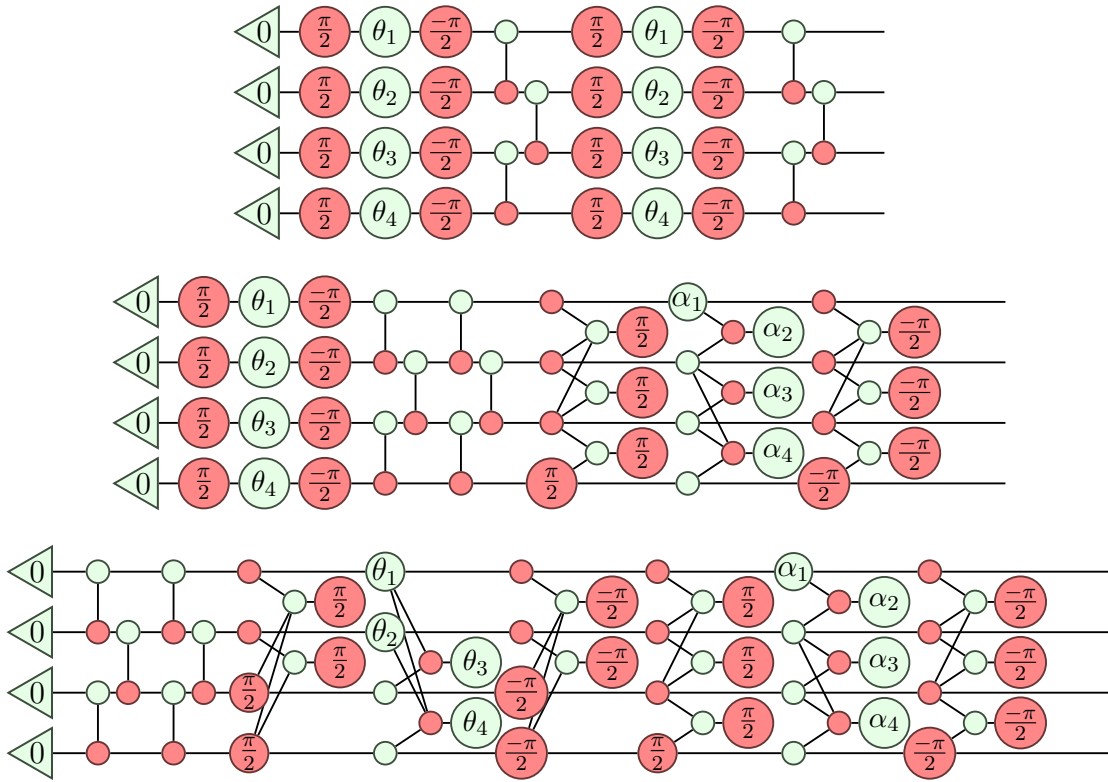 0 π/2 θ₁ −π/2 π/2 θ₁ −π/2
0 π/2 θ₂ −π/2 π/2 θ₂ −π/2
0 π/2 θ₃ −π/2 π/2 θ₃ −π/2
0 π/2 θ₄ −π/2 π/2 θ₄ −π/2
0 π/2 θ₁ −π/2 α₁
π/2 α₂ −π/2
0 π/2 θ₂ −π/2
π/2 α₃ −π/2
0 π/2 θ₃ −π/2
π/2 α₄ −π/2
0 π/2 θ₄ −π/2 π/2 −π/2
0 θ₁ α₁
π/2 −π/2 π/2 α₂ −π/2
0 θ₂
π/2 θ₃ −π/2 π/2 α₃ −π/2
0 π/2 −π/2
θ₄ π/2 α₄ −π/2
0 π/2 −π/2 π/2 −π/2